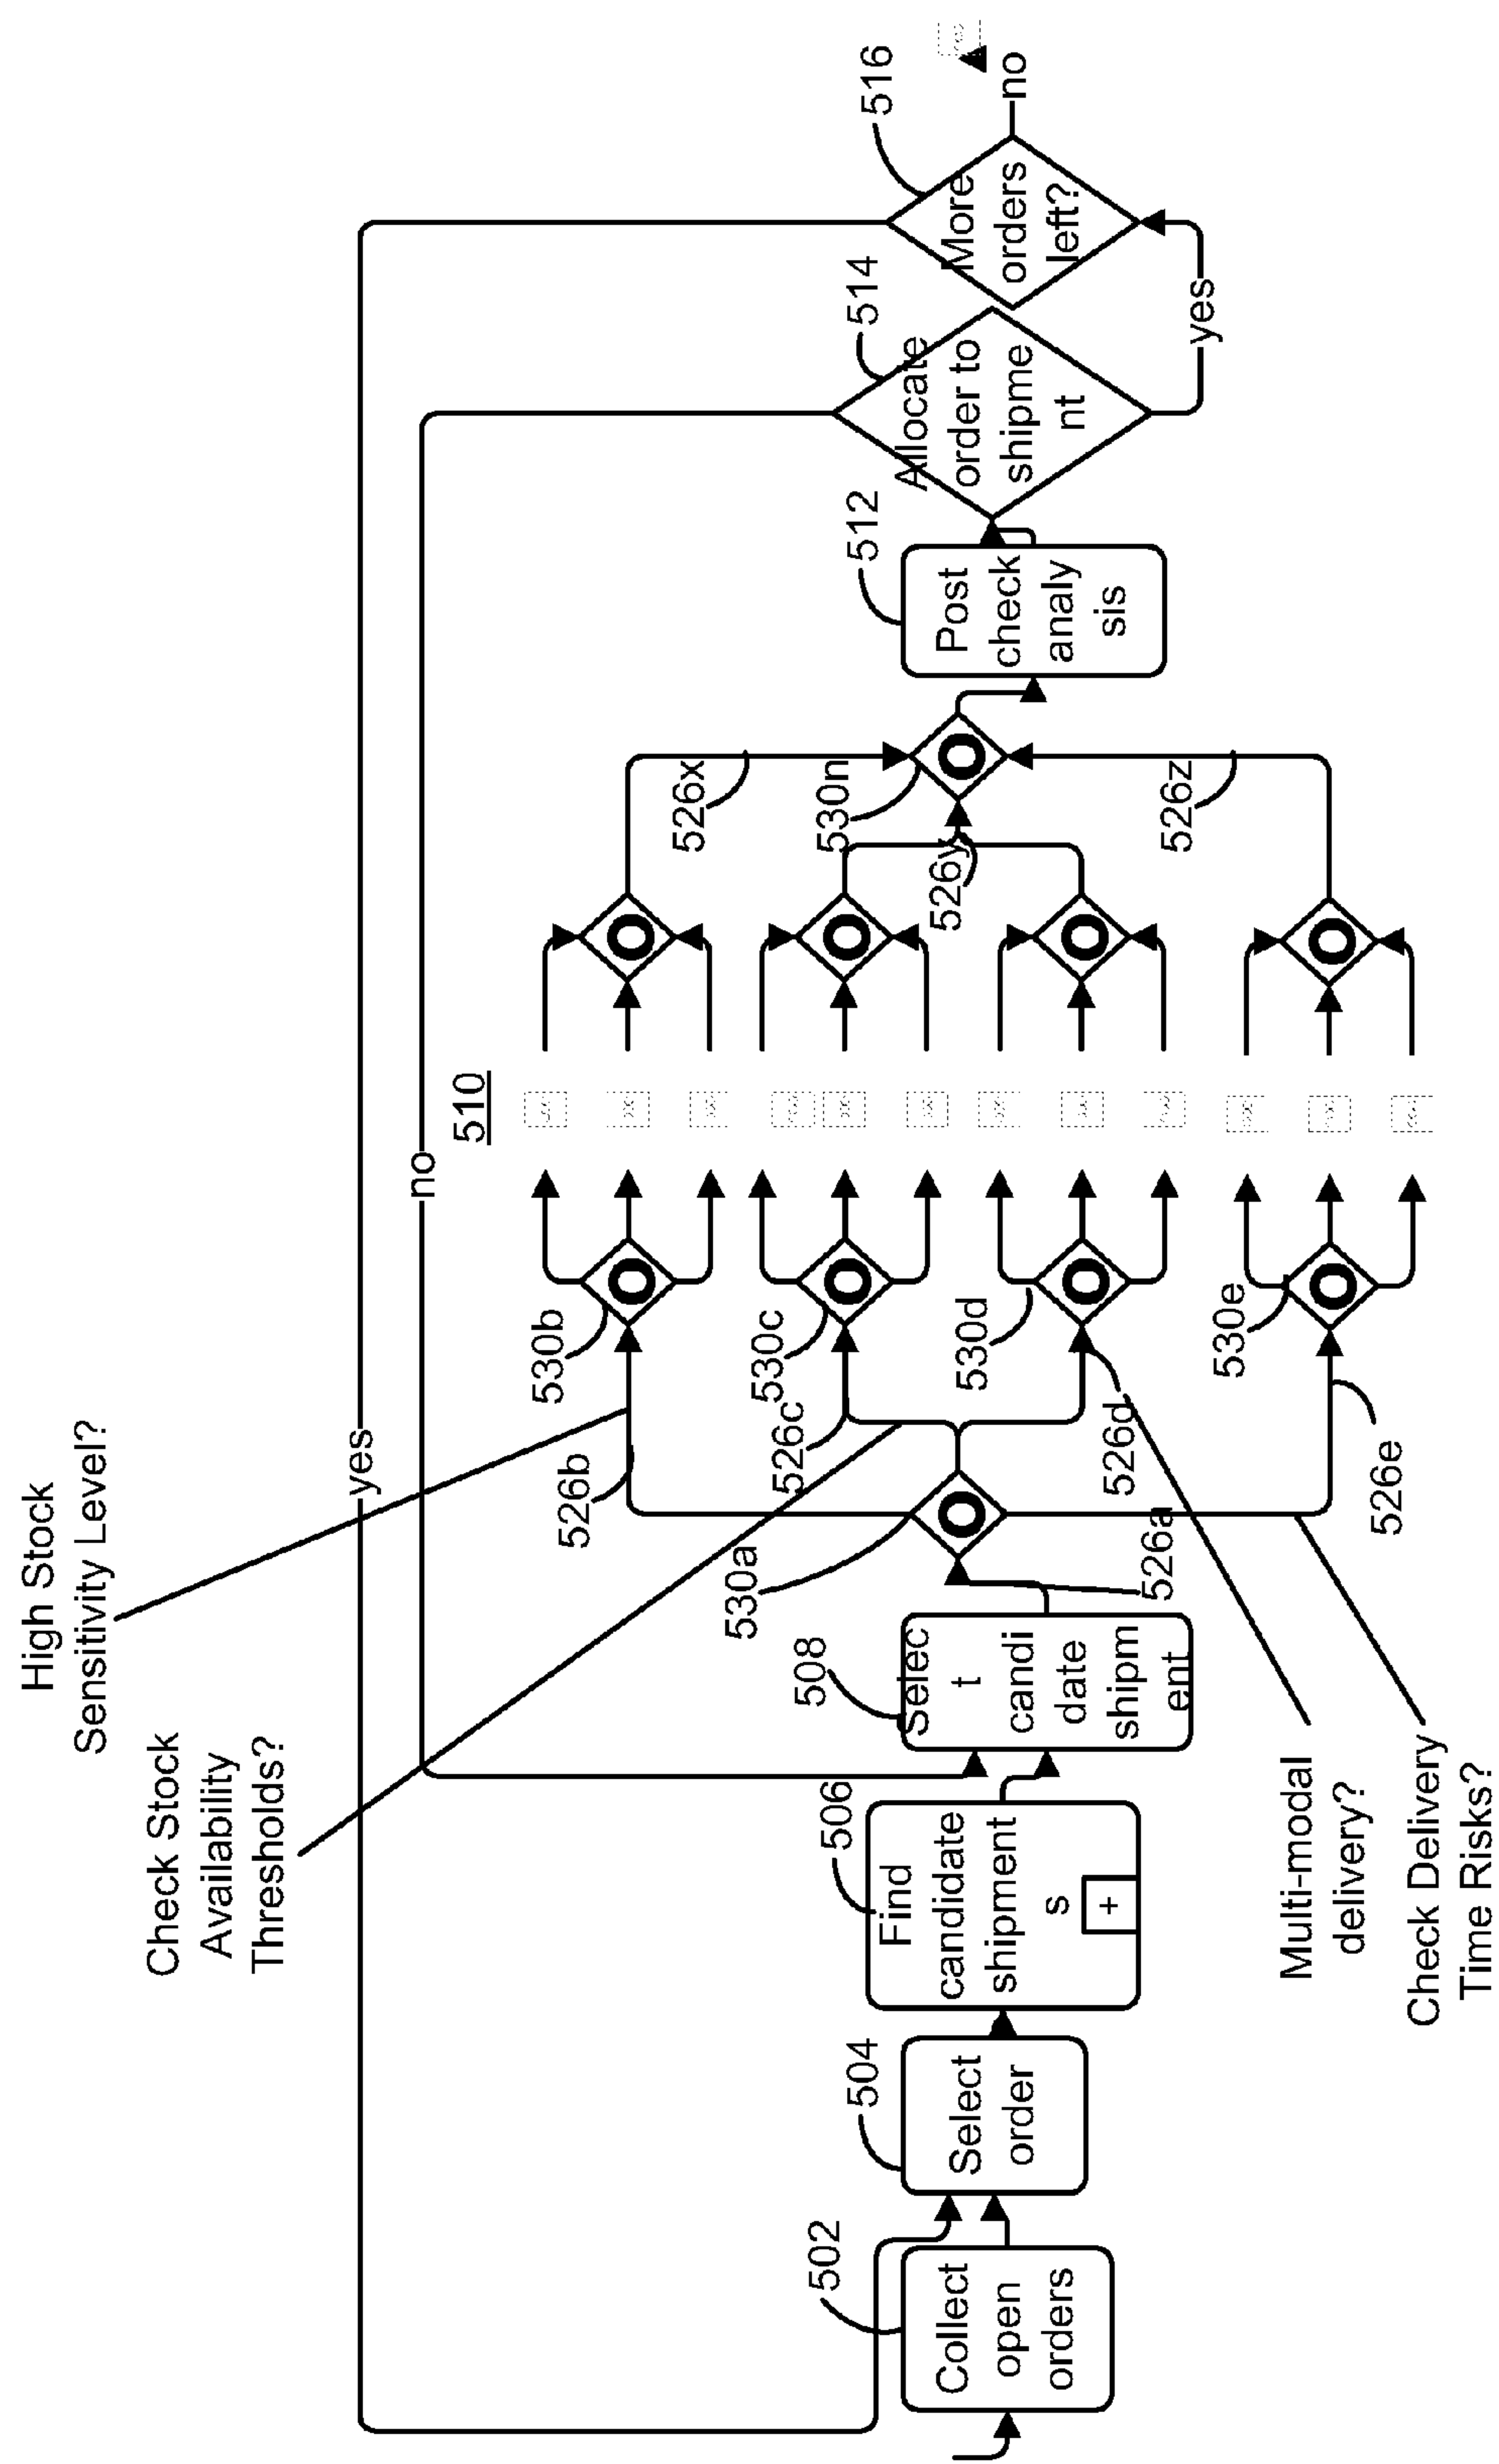 High Stock
Sensitivity Level?
Check Stock
Availability
Thresholds?
yes
no
510
526b
530b
526x
502
Collect
open
orders
504
Select
order
506
Find
candidate
shipment
s
+
508
Selec
t
candi
date
shipm
ent
530a
526a
526c
530c
526d
530d
526e
530e
530n
526y
526z
512
Post
check
analy
sis
514
Allocate
order to
shipme
nt
yes
516
More
orders
left?
no
Multi-modal
delivery?
Check Delivery
Time Risks?